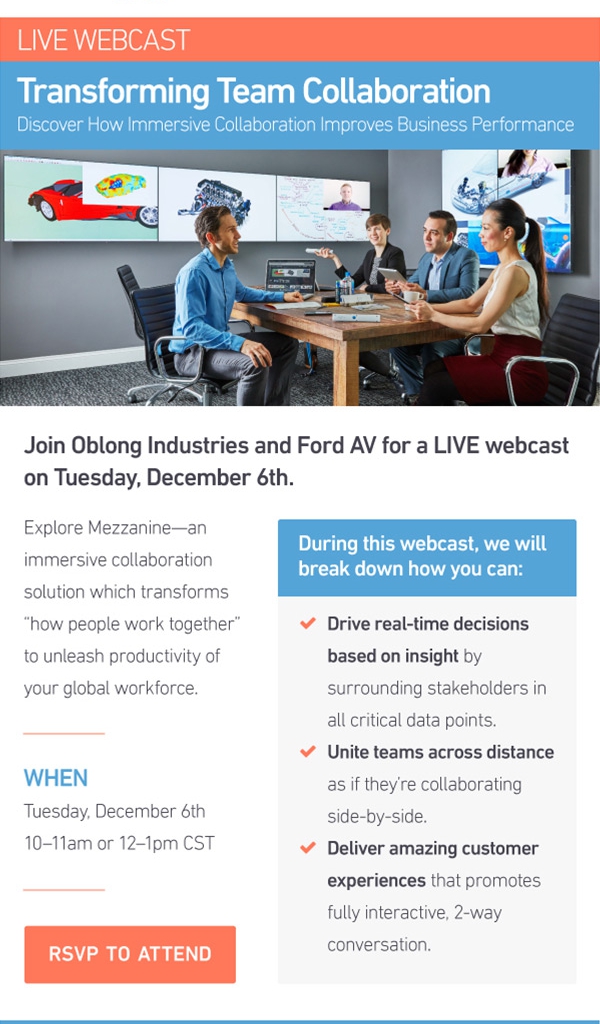 LIVE WEBCAST
Transforming Team Collaboration
Discover How Immersive Collaboration Improves Business Performance
Join Oblong Industries and Ford AV for a LIVE webcast
on Tuesday, December 6th.
Explore Mezzanine—an
immersive collaboration
solution which transforms
“how people work together”
to unleash productivity of
your global workforce.
WHEN
Tuesday, December 6th
10–11am or 12–1pm CST
RSVP TO ATTEND
During this webcast, we will
break down how you can:
Drive real-time decisions
based on insight by
surrounding stakeholders in
all critical data points.
Unite teams across distance
as if they're collaborating
side-by-side.
Deliver amazing customer
experiences that promotes
fully interactive, 2-way
conversation.